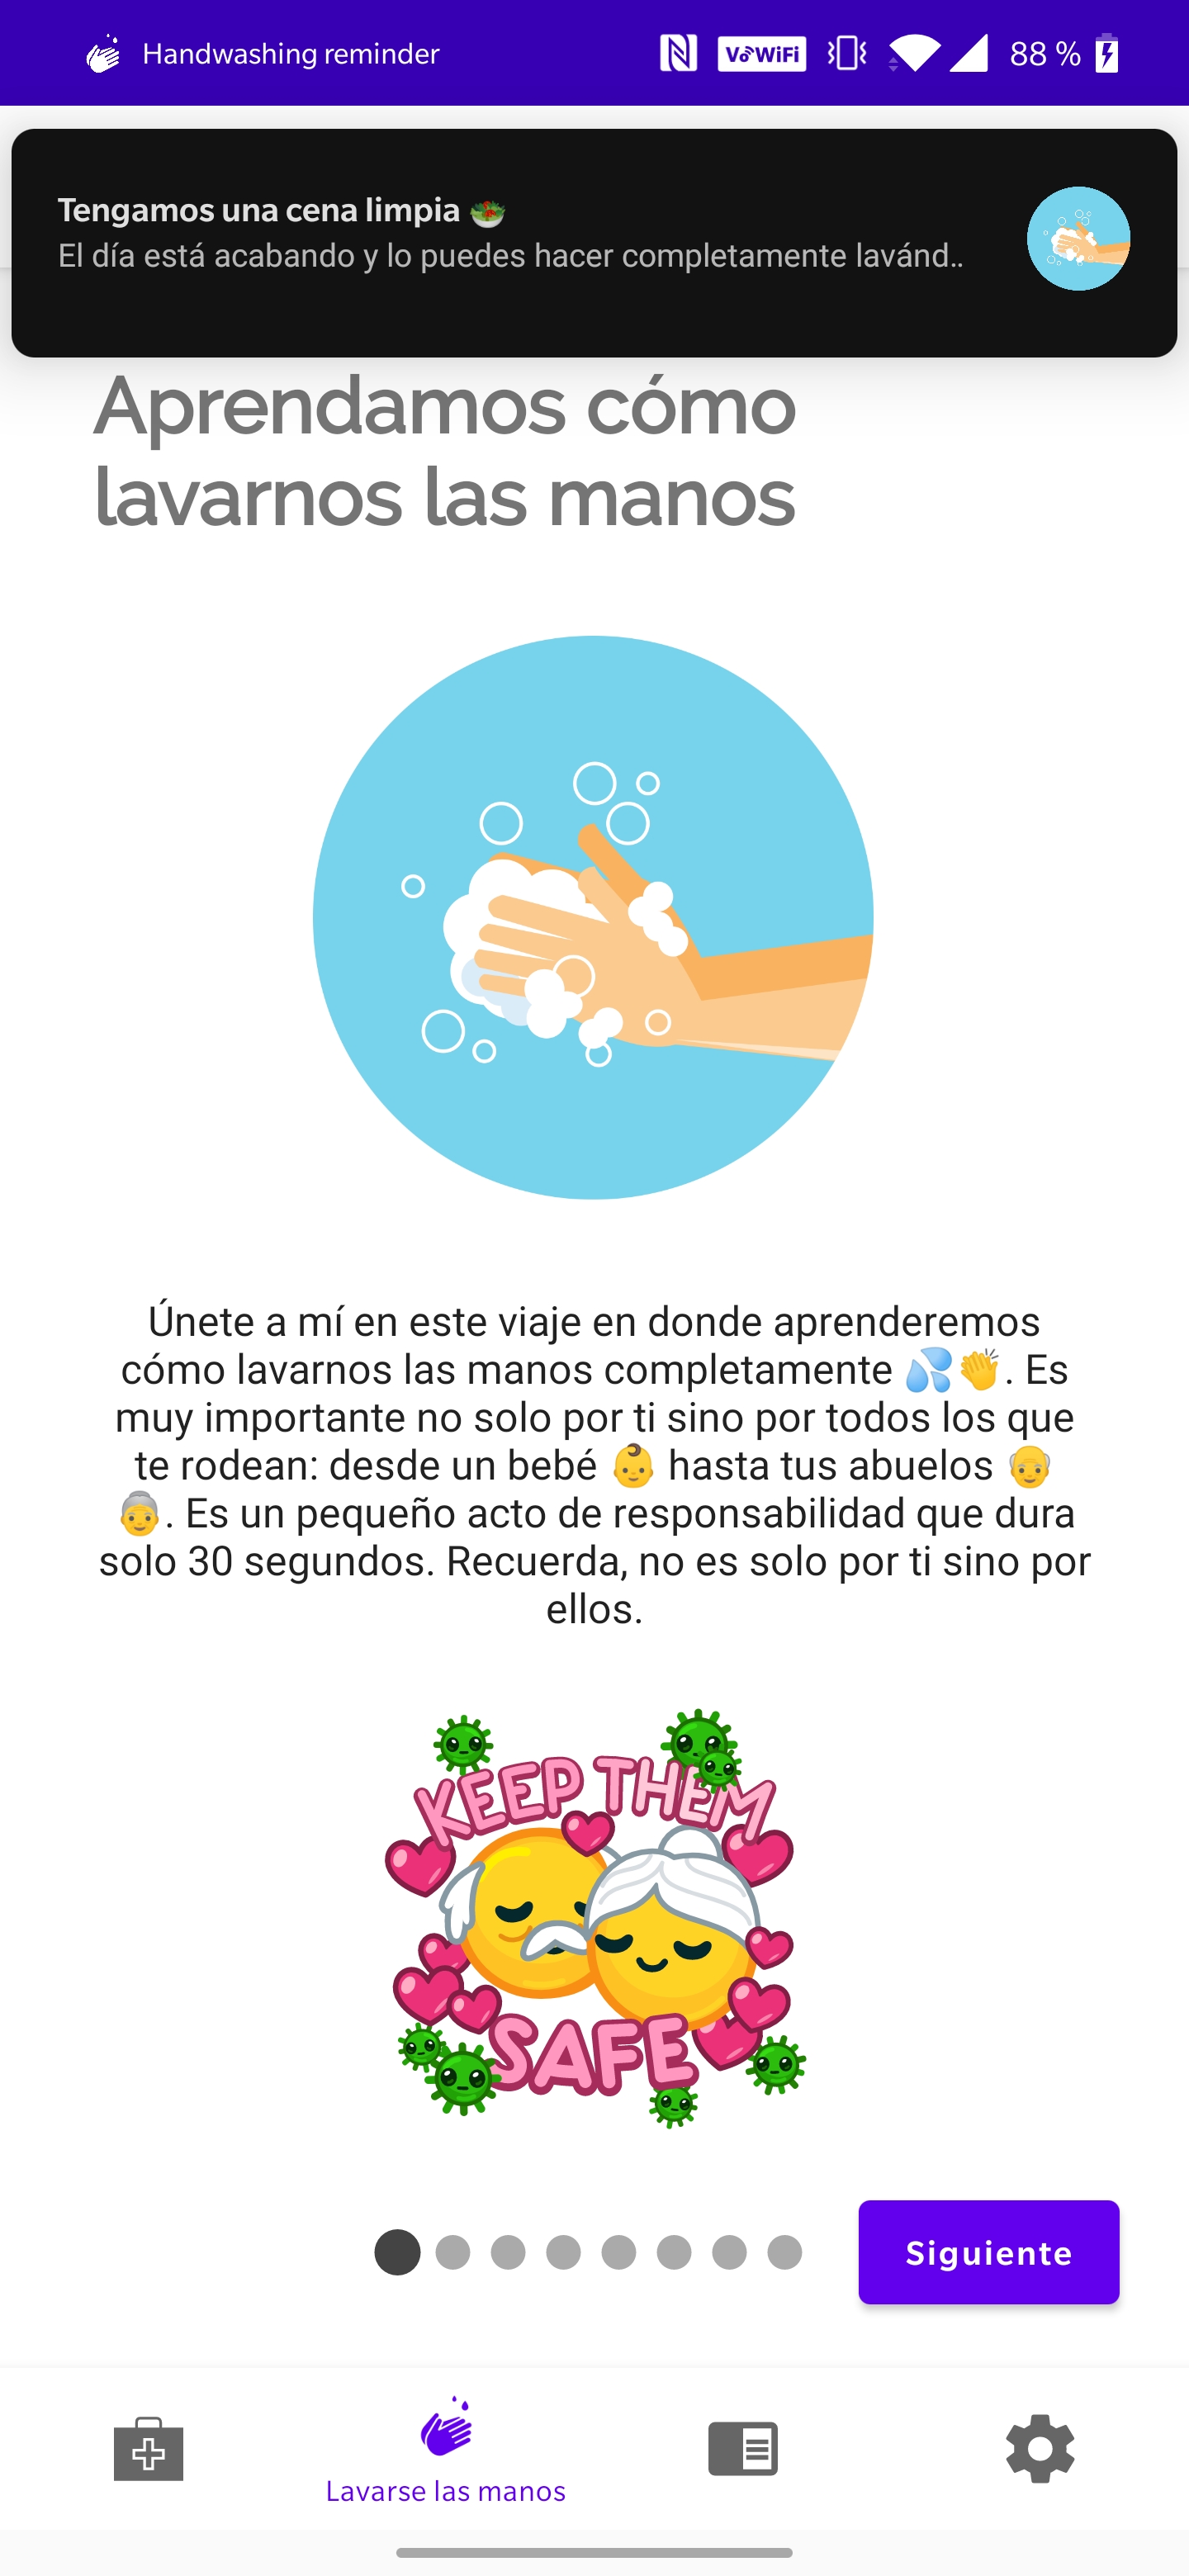 Handwashing reminder
VoWiFi
88 %
Tengamos una cena limpia 🥗
El día está acabando y lo puedes hacer completamente lavánd..
Aprendamos cómo
lavarnos las manos
Únete a mí en este viaje en donde aprenderemos
cómo lavarnos las manos completamente 💦👏. Es
muy importante no solo por ti sino por todos los que
te rodean: desde un bebé 👶 hasta tus abuelos 👴
👵. Es un pequeño acto de responsabilidad que dura
solo 30 segundos. Recuerda, no es solo por ti sino por
ellos.
KEEP THEM
SAFE
Siguiente
Lavarse las manos